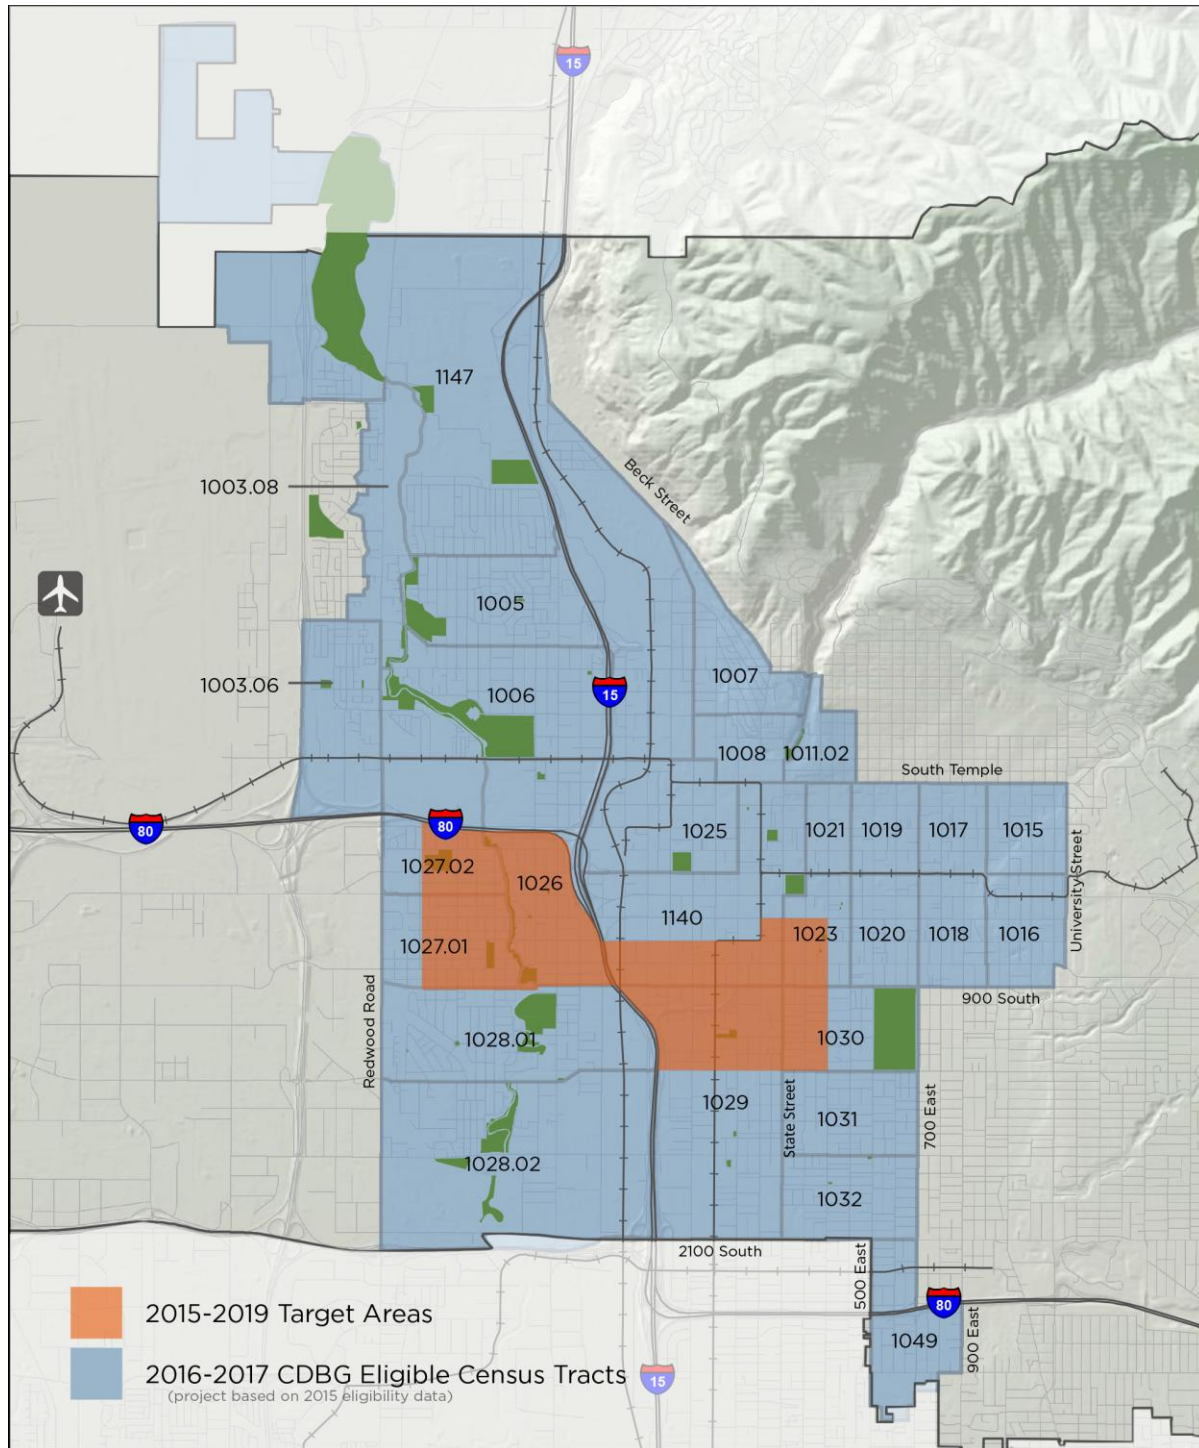 15
1147
Beck Street
1003.08
1005
1003.06
1006
15
1007
1008
1011.02
South Temple
80
80
1025
1021
1019
1017
1015
1027.02
1026
University Street
1140
1023
1020
1018
1016
1027.01
900 South
Redwood Road
1028.01
1030
1029
State Street
1031
700 East
1028.02
1032
2100 South
500 East
80
1049
900 East
2015-2019 Target Areas
2016-2017 CDBG Eligible Census Tracts
(project based on 2015 eligibility data)
15